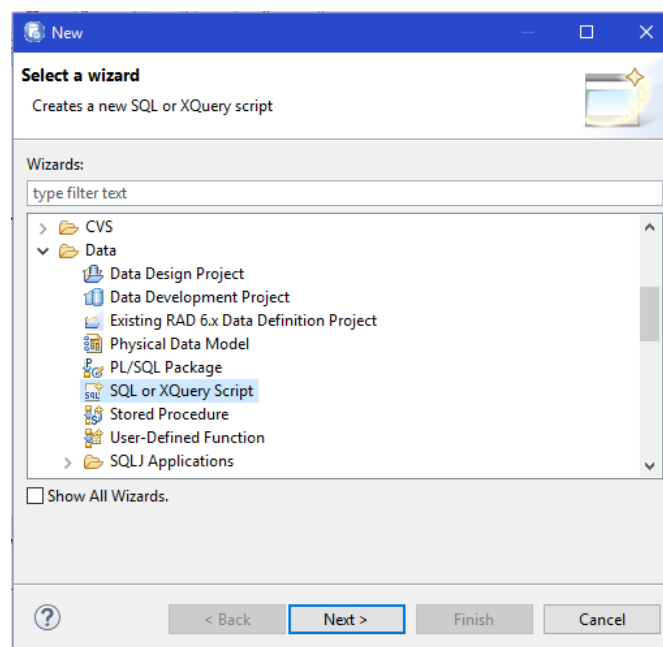 New
Select a wizard
Creates a new SQL or XQuery script
Wizards:
type filter text
CVS
Data
Data Design Project
Data Development Project
Existing RAD 6.x Data Definition Project
Physical Data Model
PL/SQL Package
SQL or XQuery Script
Stored Procedure
User-Defined Function
SQLJ Applications
Show All Wizards.
< Back Next > Finish Cancel